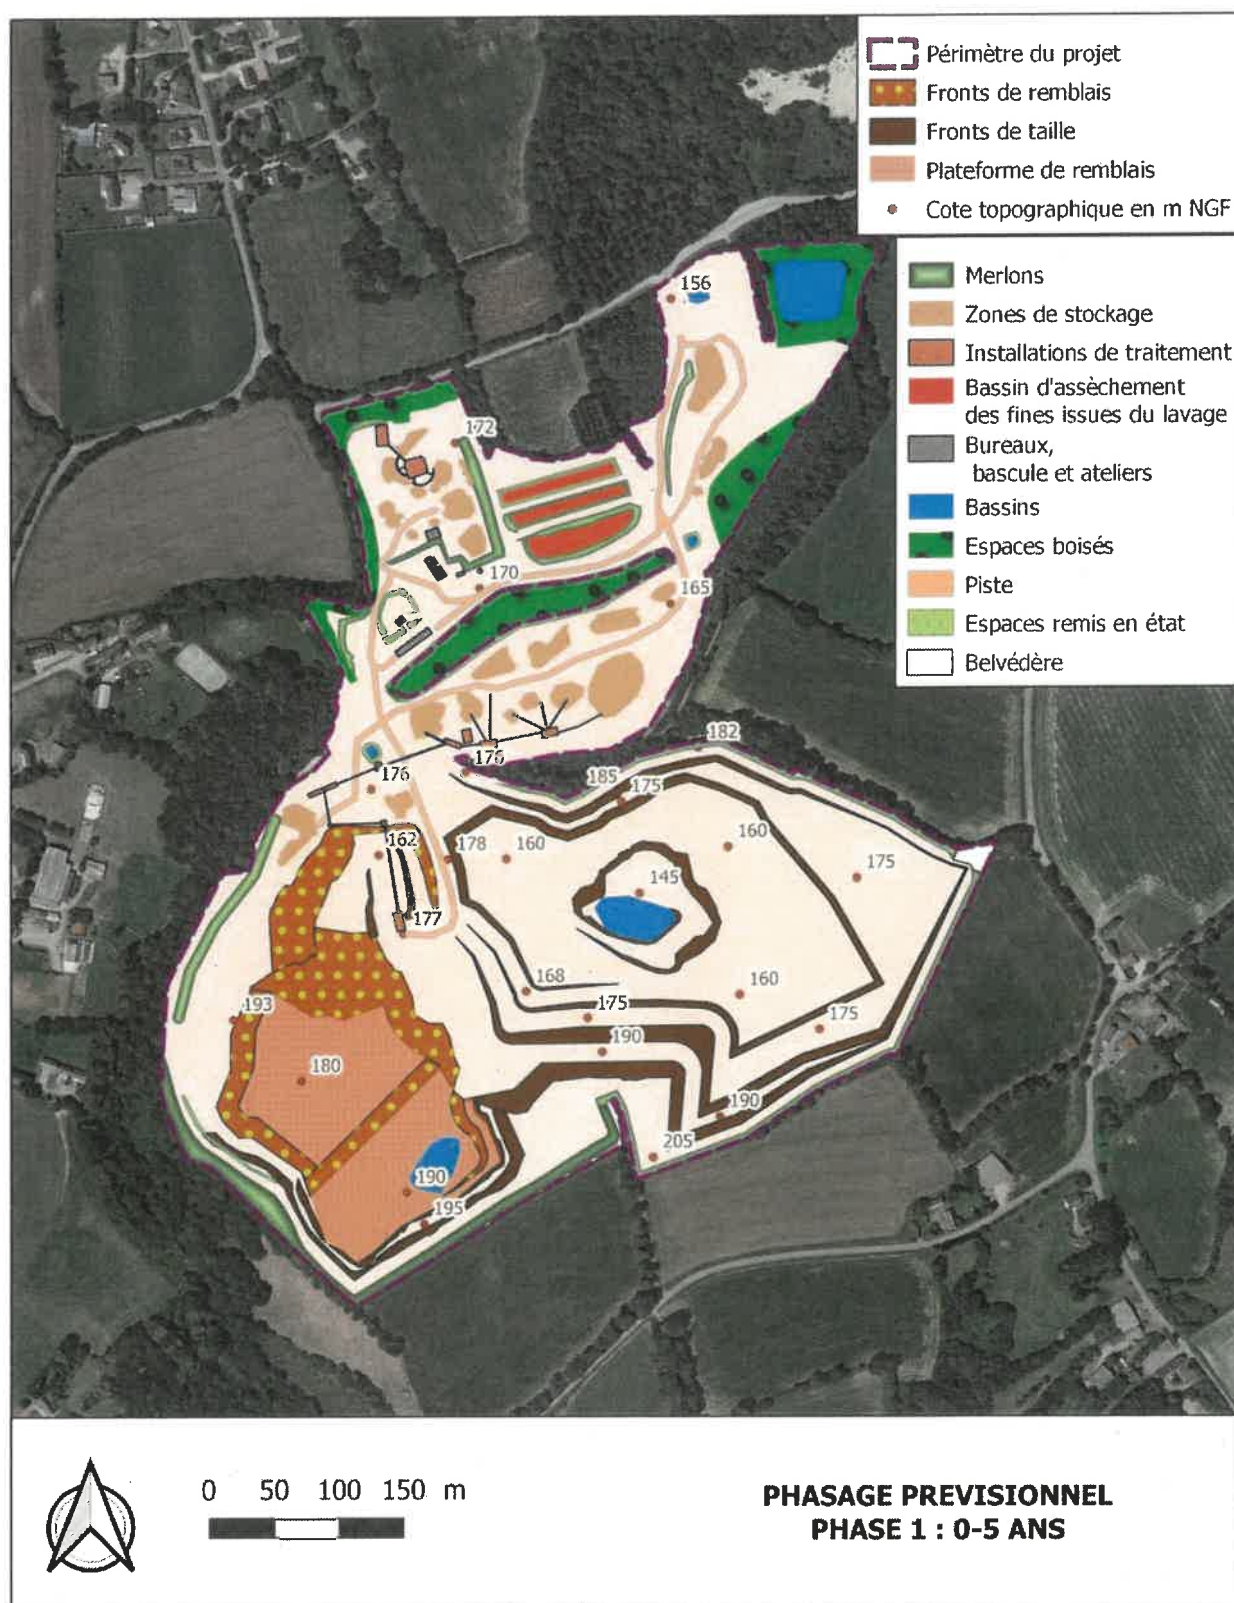 Périmètre du projet
Fronts de remblais
Fronts de taille
Plateforme de remblais
Cote topographique en m NGF
Merlons
Zones de stockage
Installations de traitement
Bassin d'assèchement
des fines issues du lavage
Bureaux,
bascule et ateliers
Bassins
Espaces boisés
Piste
Espaces remis en état
Belvédère
156
172
170
165
182
176
176
185
175
162
178
160
160
175
145
177
168
160
193
175
175
190
180
190
205
190
195
0 50 100 150 m
PHASAGE PREVISIONNEL
PHASE 1 : 0-5 ANS